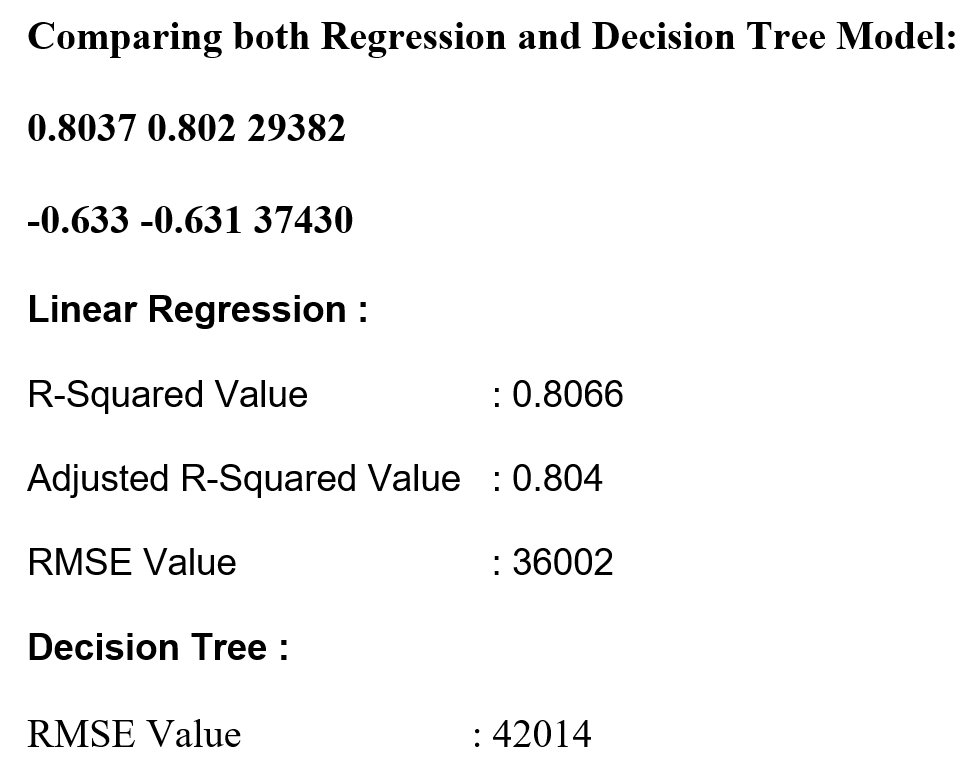 Comparing both Regression and Decision Tree Model:
0.8037 0.802 29382
-0.633 -0.631 37430
Linear Regression :
R-Squared Value : 0.8066
Adjusted R-Squared Value : 0.804
RMSE Value : 36002
Decision Tree :
RMSE Value : 42014